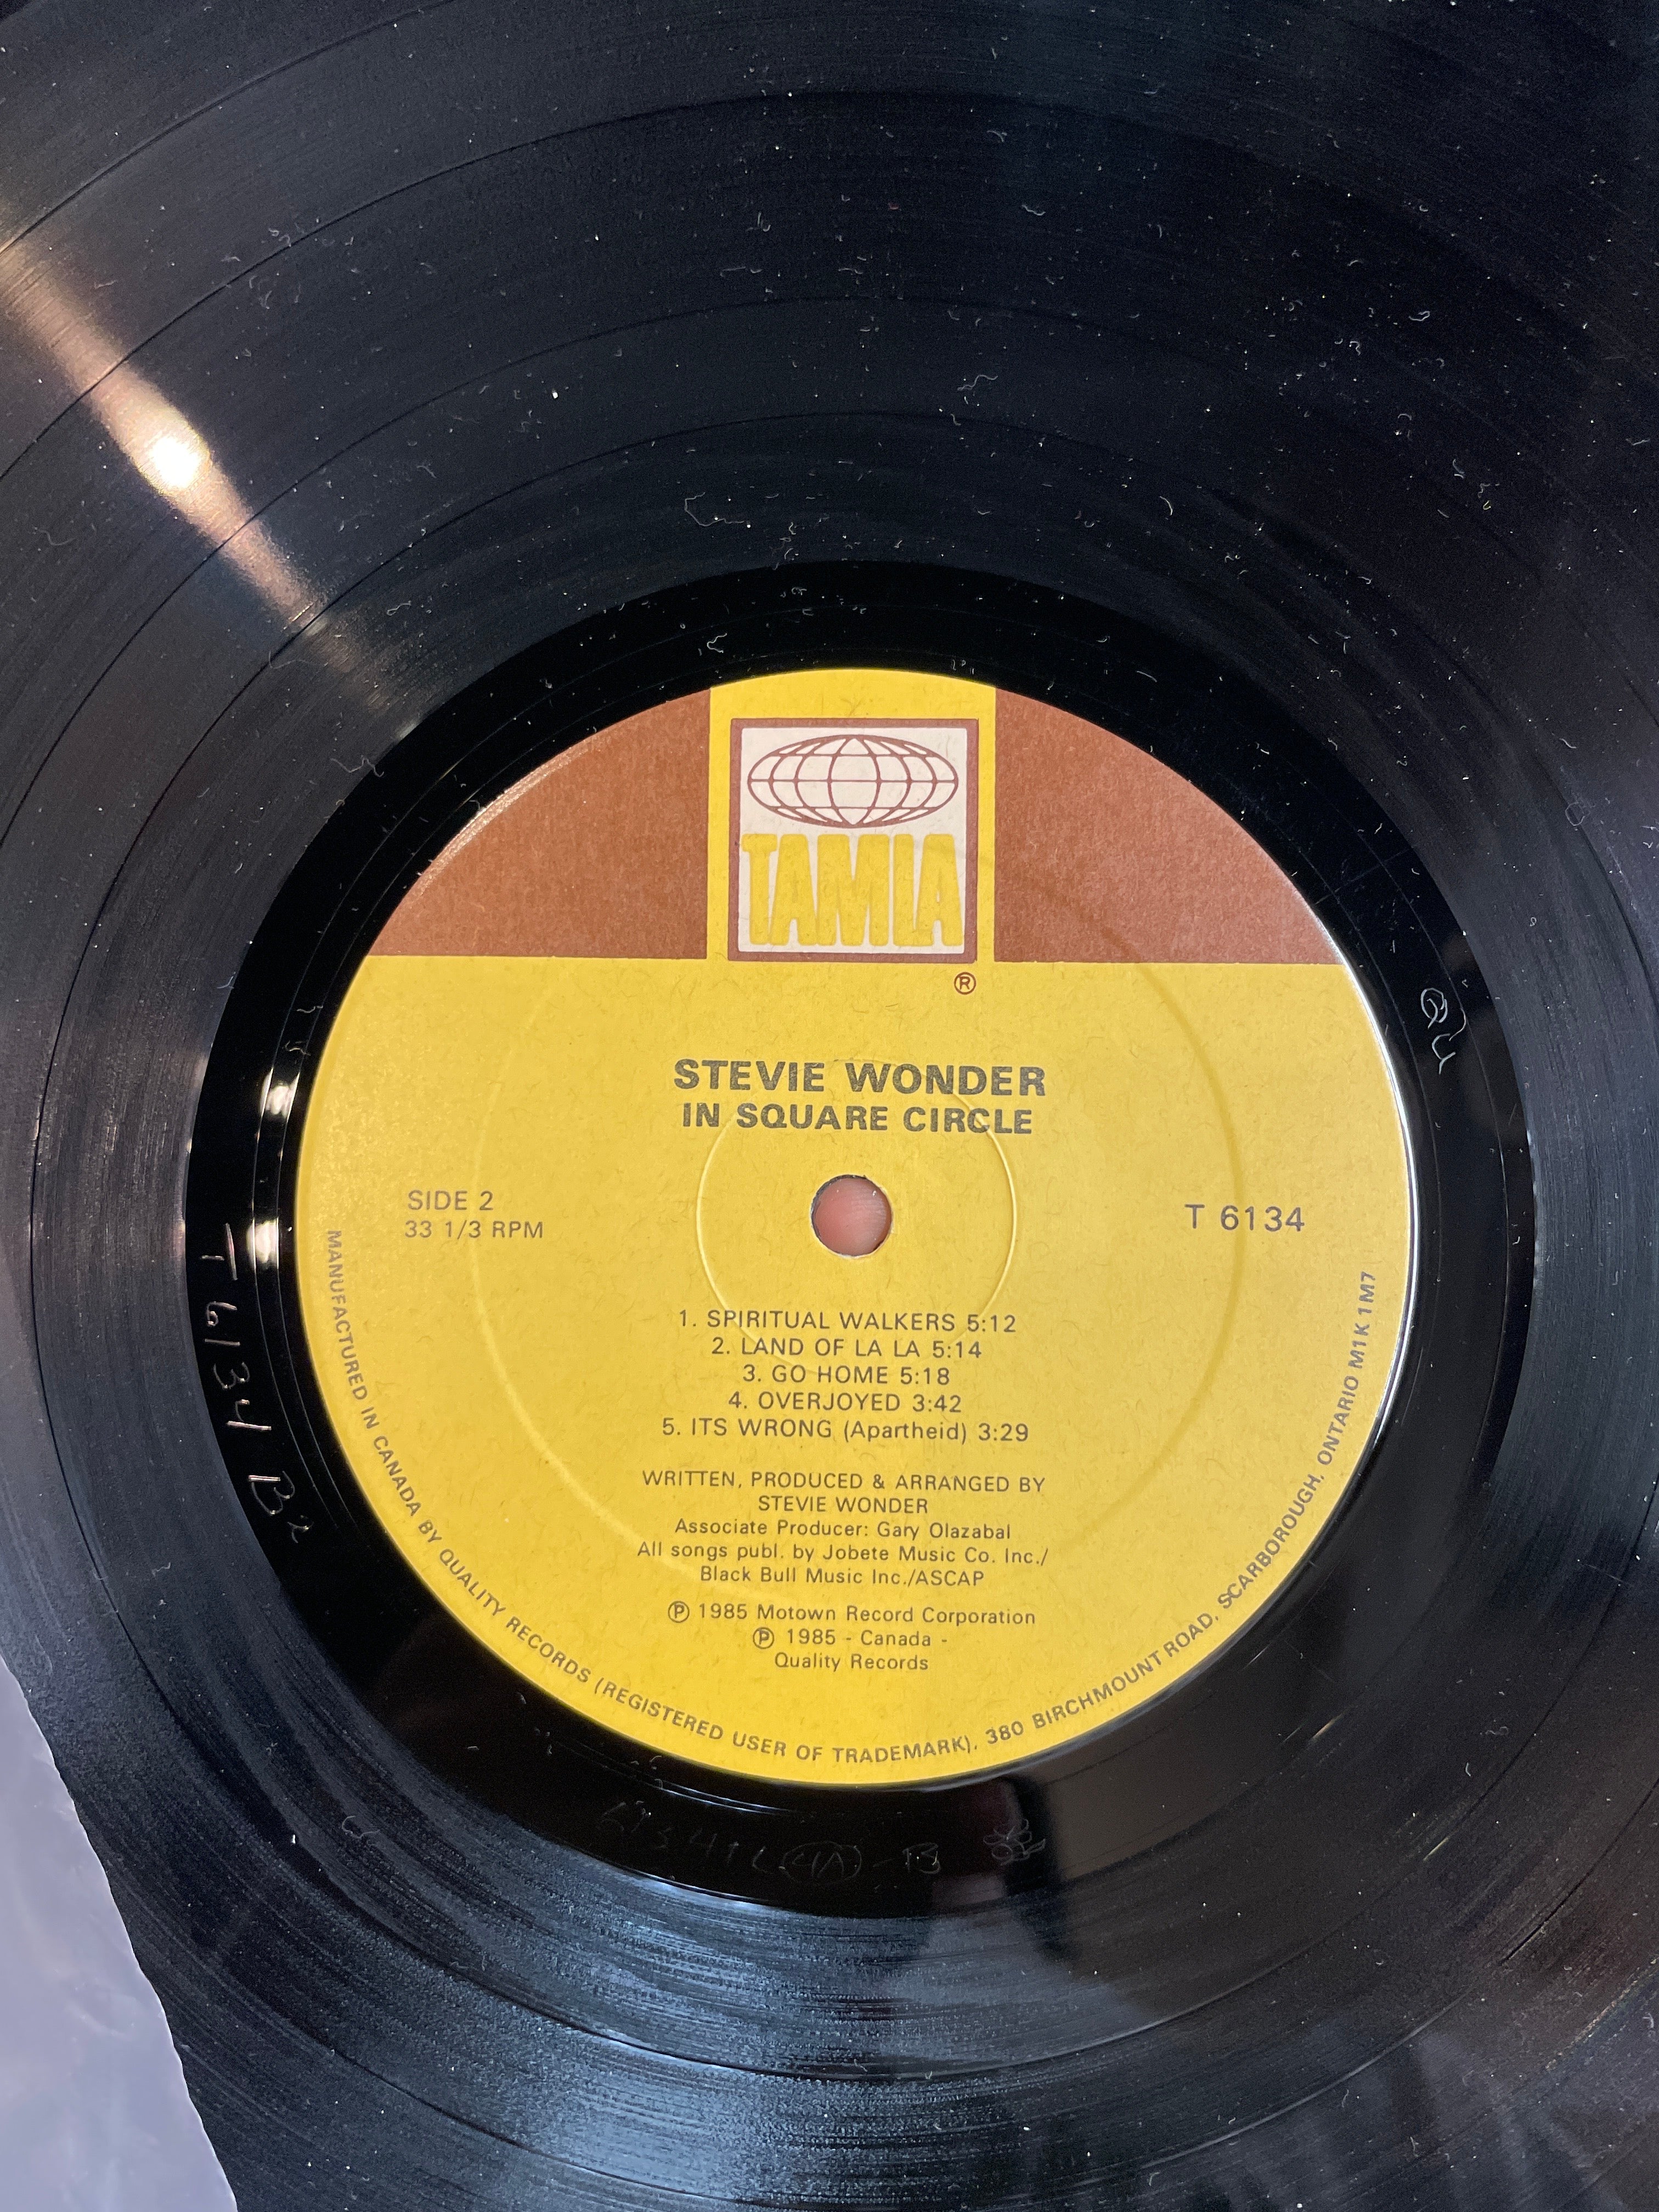 TAMLA
®
STEVIE WONDER
IN SQUARE CIRCLE
SIDE 2
33 1/3 RPM
T 6134
1. SPIRITUAL WALKERS 5:12
2. LAND OF LA LA 5:14
3. GO HOME 5:18
4. OVERJOYED 3:42
5. ITS WRONG (Apartheid) 3:29
WRITTEN, PRODUCED & ARRANGED BY
STEVIE WONDER
Associate Producer: Gary Olazabal
All songs publ. by Jobete Music Co. Inc./
Black Bull Music Inc./ASCAP
℗ 1985 Motown Record Corporation
℗ 1985 - Canada -
Quality Records
MANUFACTURED IN CANADA BY QUALITY RECORDS (REGISTERED USER OF TRADEMARK), 380 BIRCHMOUNT ROAD, SCARBOROUGH, ONTARIO M1K 1M7
T6134 B2